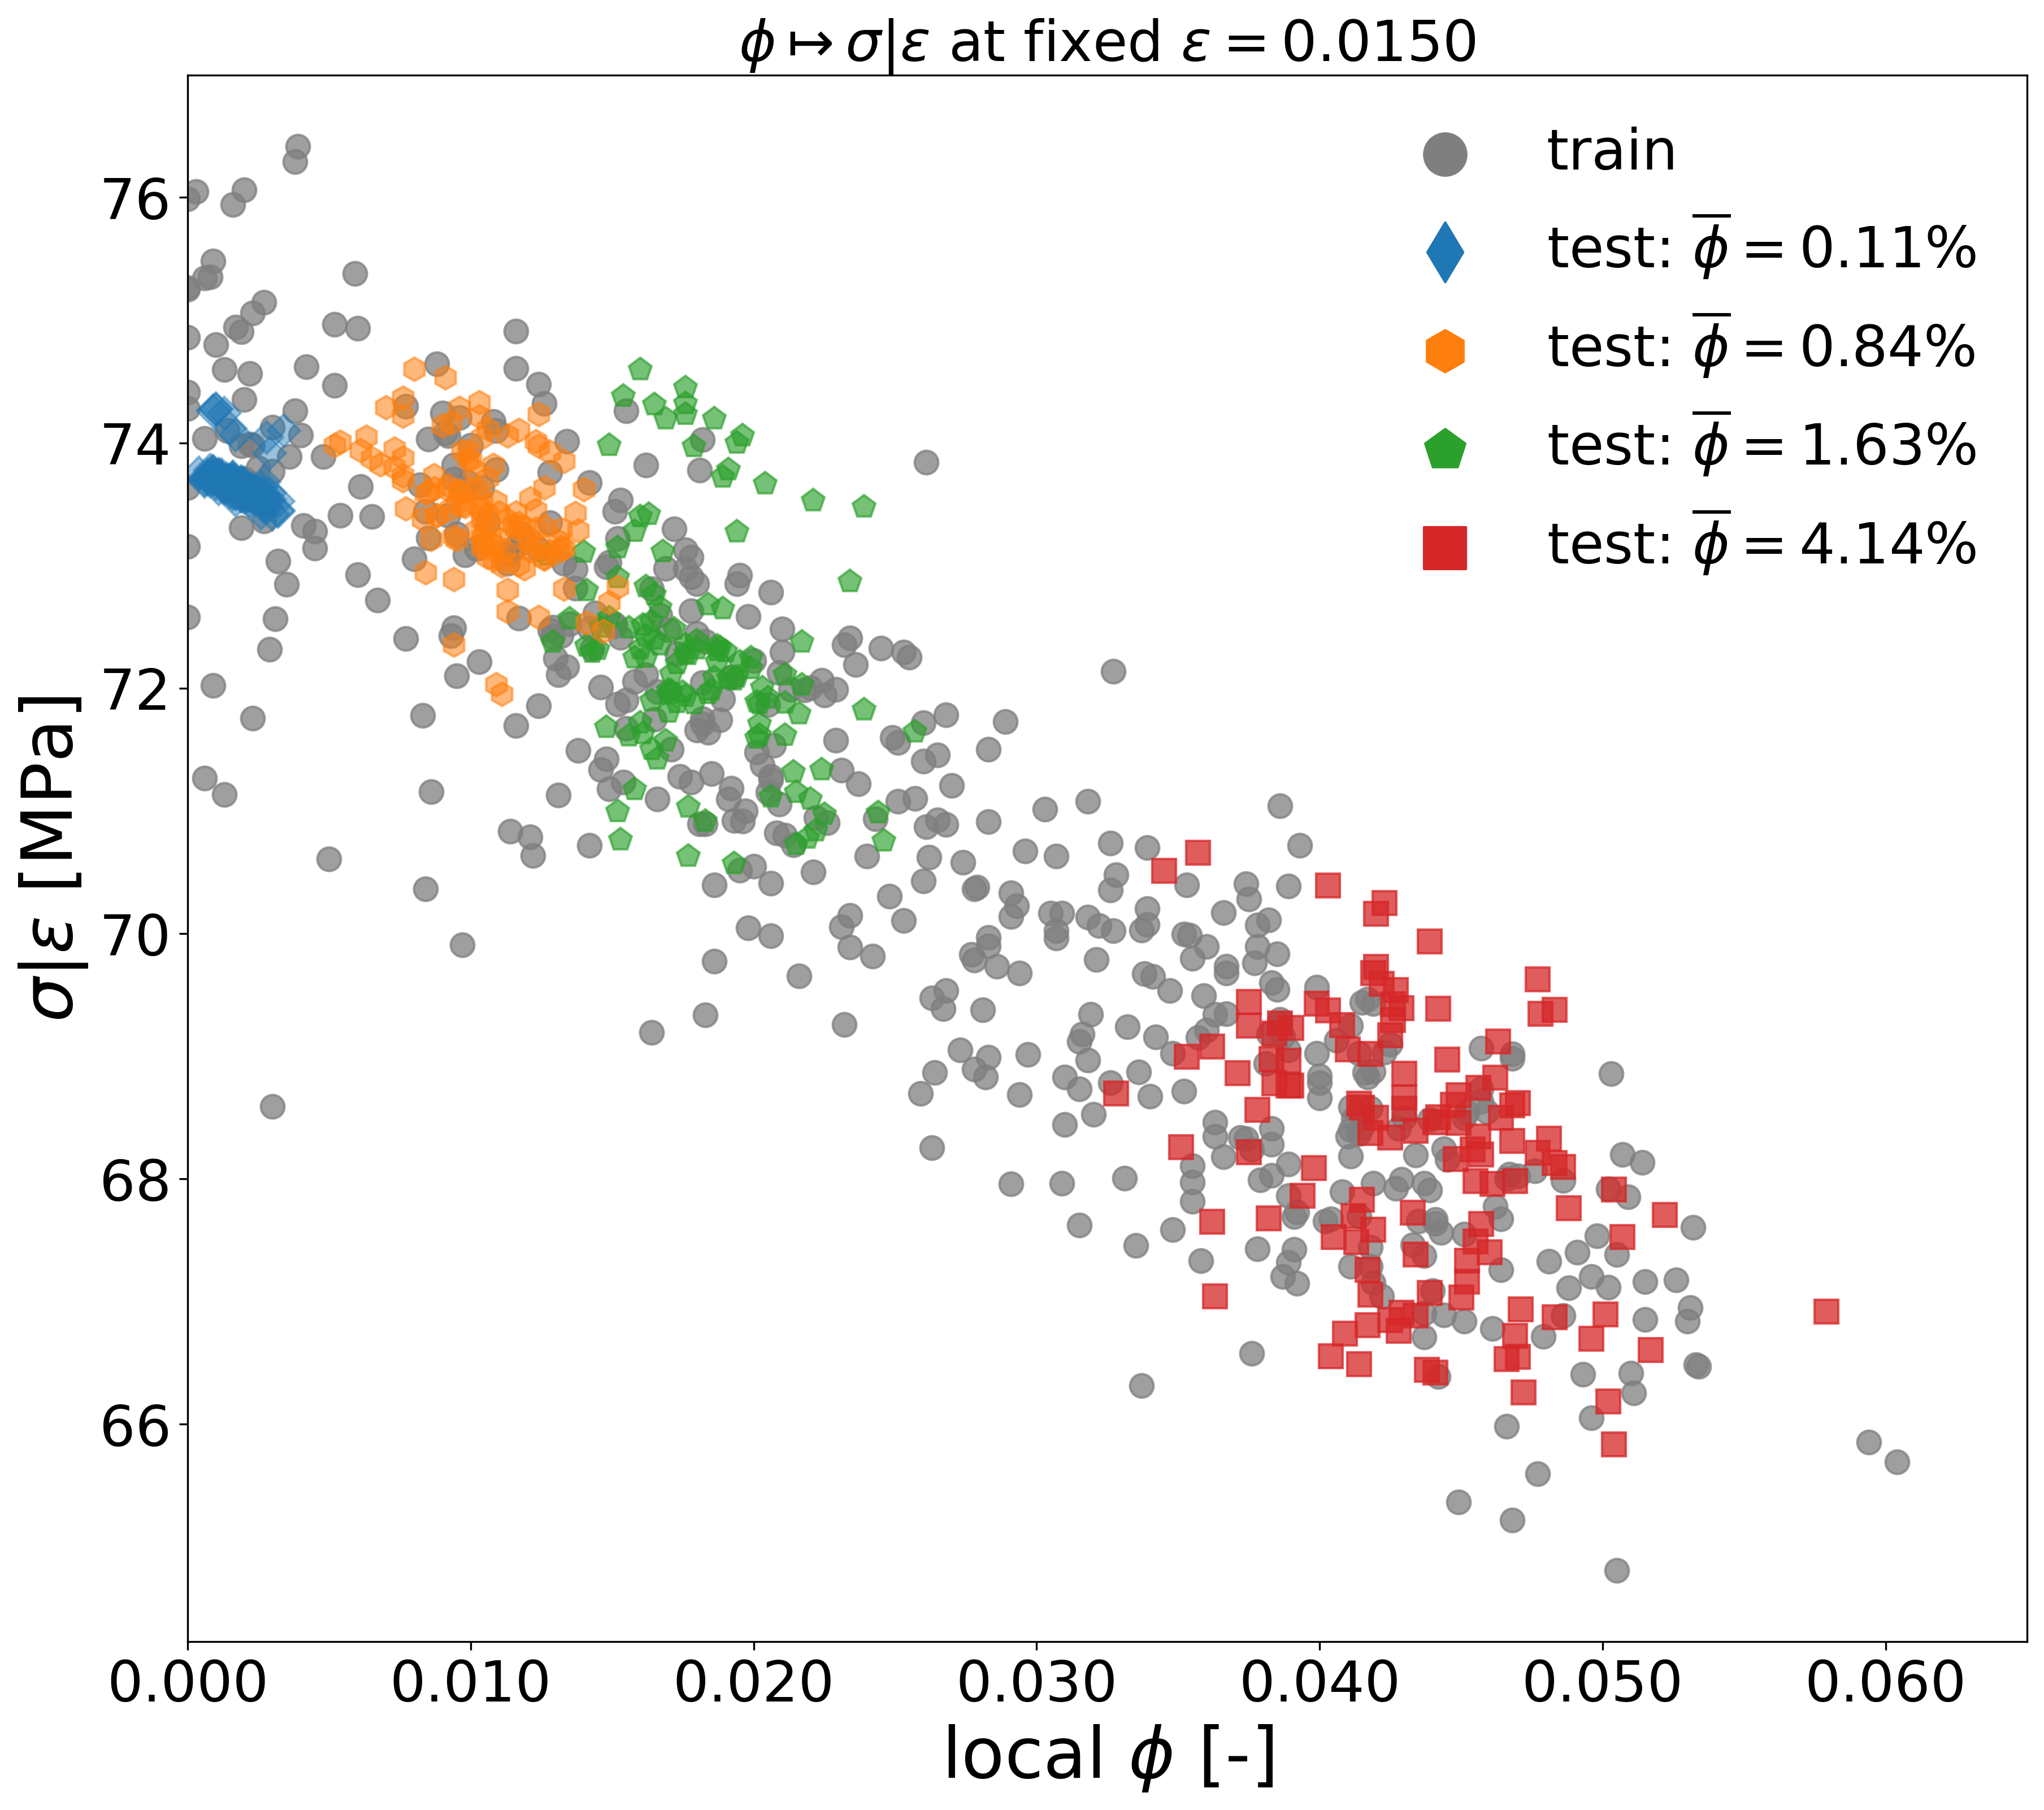 ϕ ↦ σ|ε at fixed ε = 0.0150
train
test: ϕ̅ = 0.11%
test: ϕ̅ = 0.84%
test: ϕ̅ = 1.63%
test: ϕ̅ = 4.14%
76
74
72
70
68
66
σ|ε [MPa]
0.000 0.010 0.020 0.030 0.040 0.050 0.060
local ϕ [-]